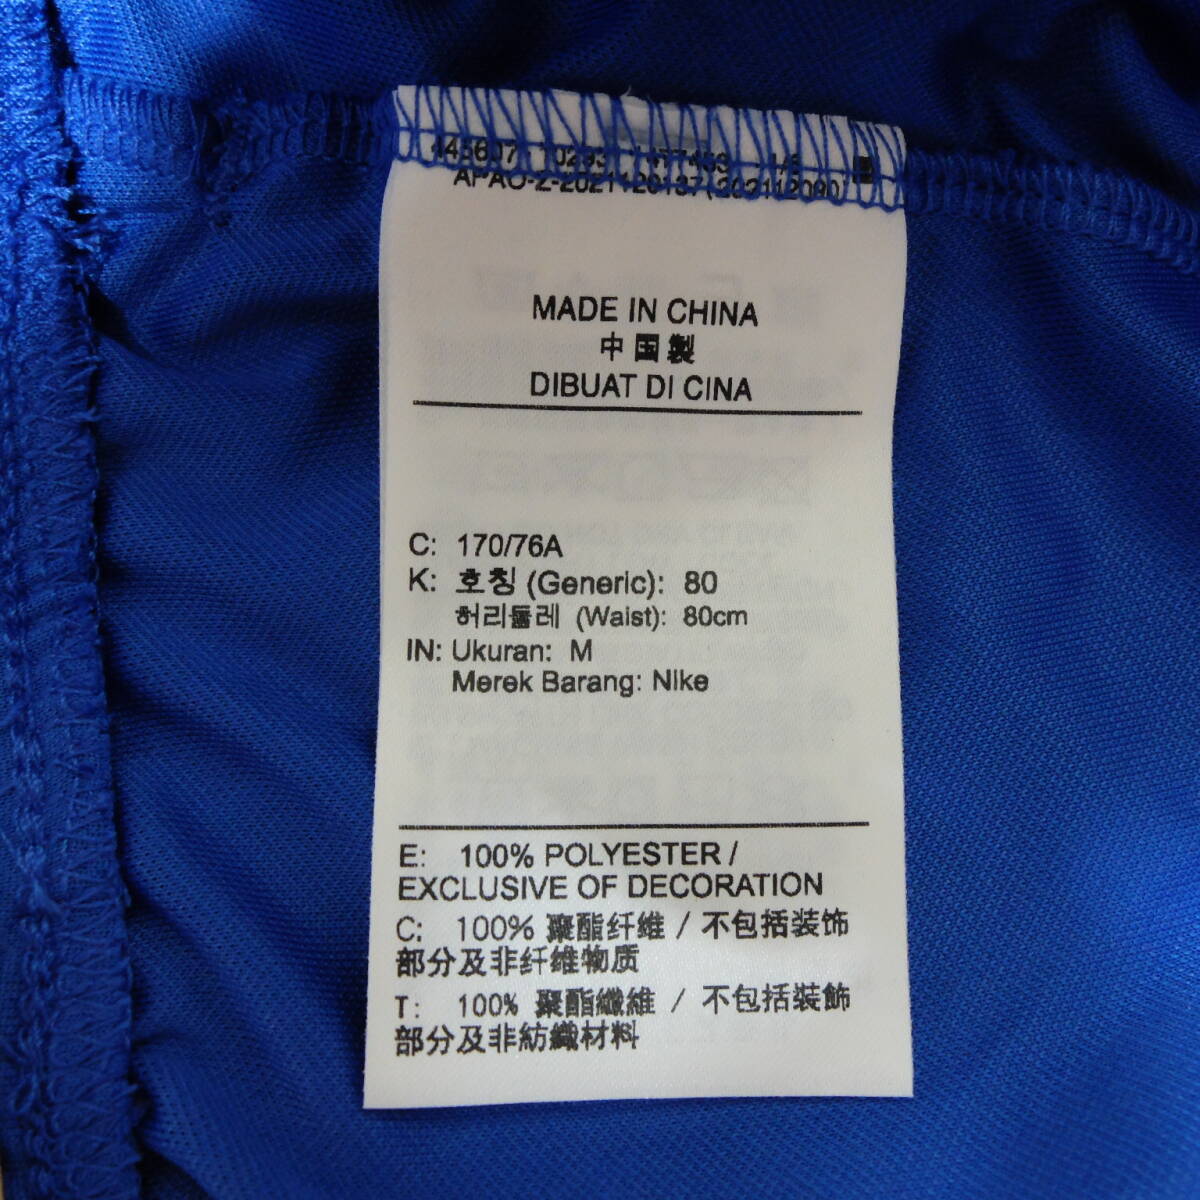 MADE IN CHINA
中国製
DIBUAT DI CINA
C: 170/76A
K: 호칭 (Generic): 80
허리둘레 (Waist): 80cm
IN: Ukuran: M
Merek Barang: Nike
E: 100% POLYESTER /
EXCLUSIVE OF DECORATION
C: 100% 聚酯纤维 / 不包括装饰
部分及非纤维物质
T: 100% 聚酯纖維 / 不包括裝飾
部分及非紡織材料